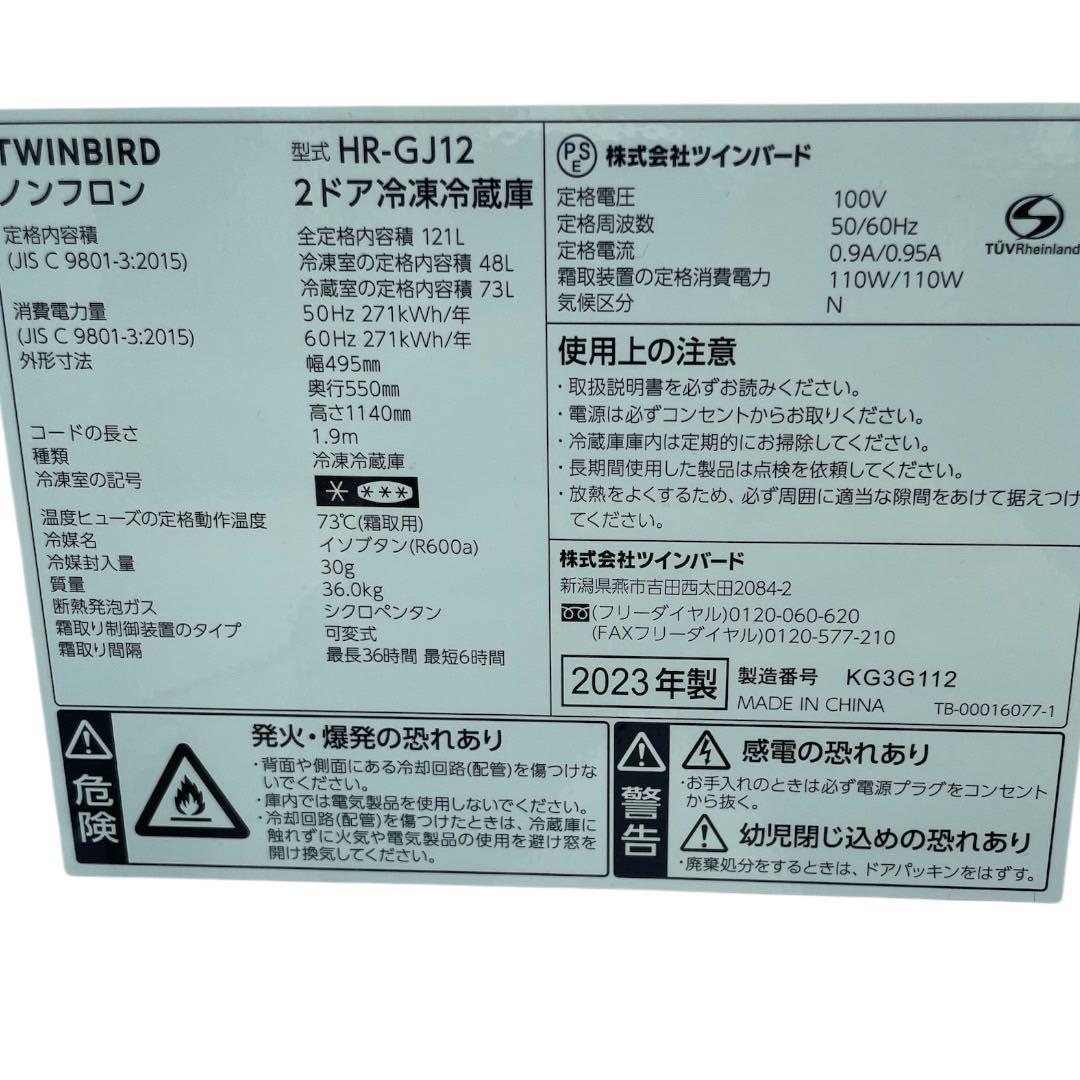 TWINBIRD 型式 HR-GJ12
ノンフロン 2ドア冷凍冷蔵庫
定格内容積 全定格内容積 121L
(JIS C 9801-3:2015) 冷凍室の定格内容積 48L
冷蔵室の定格内容積 73L
消費電力量 50Hz 271kWh/年
(JIS C 9801-3:2015) 60Hz 271kWh/年
外形寸法 幅495㎜
奥行550㎜
高さ1140㎜
コードの長さ 1.9m
種類 冷凍冷蔵庫
冷凍室の記号
温度ヒューズの定格動作温度 73℃(霜取用)
冷媒名 イソブタン(R600a)
冷媒封入量 30g
質量 36.0kg
断熱発泡ガス シクロペンタン
霜取り制御装置のタイプ 可変式
霜取り間隔 最長36時間 最短6時間
PSE 株式会社ツインバード
定格電圧 100V
定格周波数 50/60Hz
定格電流 0.9A/0.95A
霜取装置の定格消費電力 110W/110W
気候区分 N
TÜVRheinland
使用上の注意
・取扱説明書を必ずお読みください。
・電源は必ずコンセントからお取りください。
・冷蔵庫庫内は定期的にお掃除してください。
・長期間使用した製品は点検を依頼してください。
・放熱をよくするため、必ず周囲に適当な隙間をあけて据えつけ
てください。
株式会社ツインバード
新潟県燕市吉田西太田2084-2
(フリーダイヤル)0120-060-620
(FAXフリーダイヤル)0120-577-210
2023年製 製造番号 KG3G112
MADE IN CHINA TB-00016077-1
危険
発火・爆発の恐れあり
・背面や側面にある冷却回路(配管)を傷つけな
いでください。
・庫内では電気製品を使用しないでください。
・冷却回路(配管)を傷つけたときは、冷蔵庫に
触れずに火気や電気製品の使用を避け窓を
開け換気してください。
警告
感電の恐れあり
・お手入れのときは必ず電源プラグをコンセント
から抜く。
幼児閉じ込めの恐れあり
・廃棄処分をするときは、ドアパッキンをはずす。